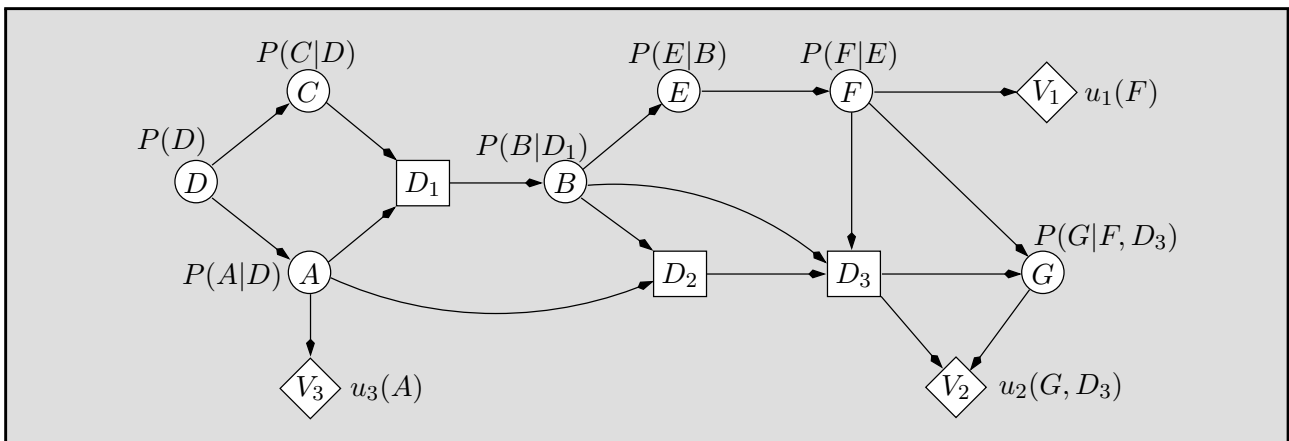 P(C|D)
P(E|B)
P(F|E)
C
E
F
V₁
u₁(F)
P(D)
P(B|D₁)
D
D₁
B
P(G|F, D₃)
P(A|D)
A
D₂
D₃
G
V₃
u₃(A)
V₂
u₂(G, D₃)